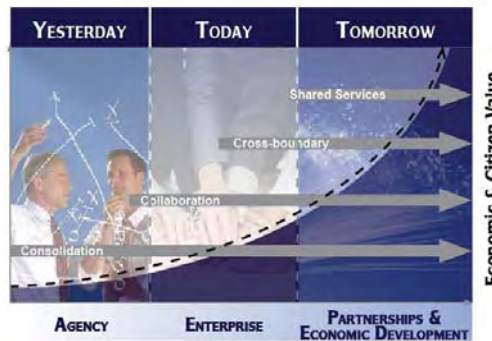 YESTERDAY
TODAY
TOMORROW
Shared Services
Cross-boundary
Collaboration
Consolidation
Economic & Citizen Value
AGENCY
ENTERPRISE
PARTNERSHIPS &
ECONOMIC DEVELOPMENT